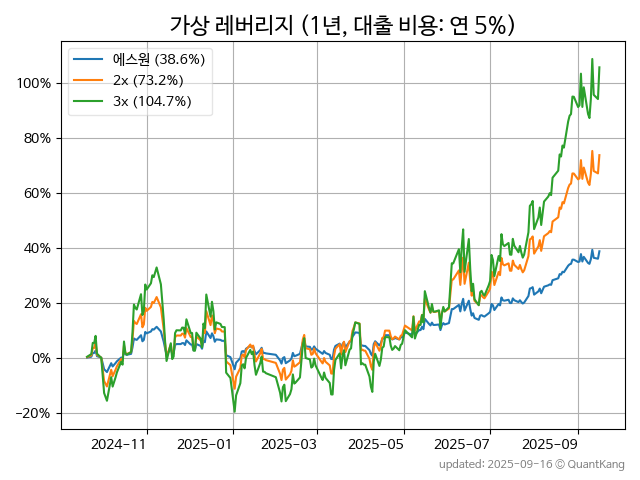 가상 레버리지 (1년, 대출 비용: 연 5%)
에스원 (38.6%)
2x (73.2%)
3x (104.7%)
100%
80%
60%
40%
20%
0%
−20%
2024-11
2025-01
2025-03
2025-05
2025-07
2025-09
updated: 2025-09-16 © QuantKang